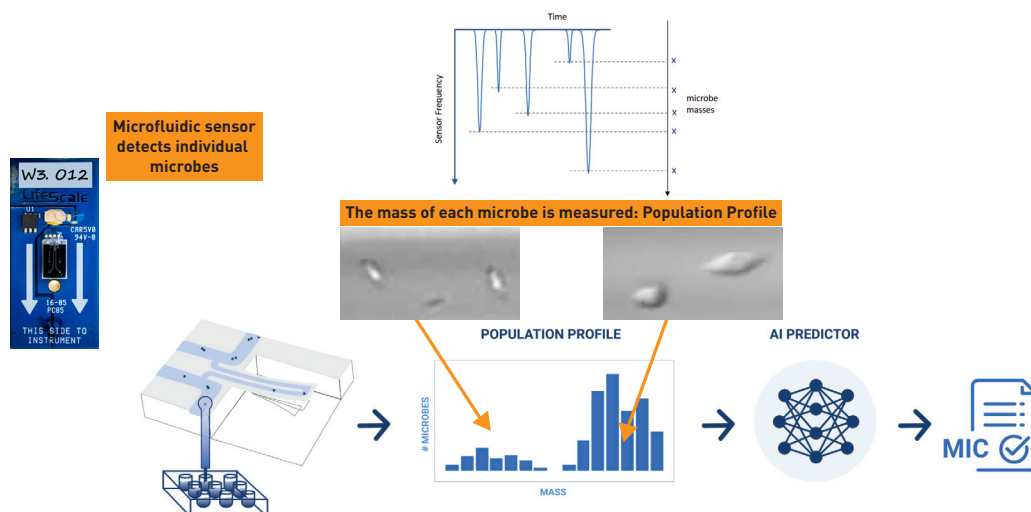 Time
Sensor Frequency
x
x
microbe
masses
x
x
x
Microfluidic sensor
detects individual
microbes
W3. 012
LifeScale
U1
CAR5V0
94V-0
16-05
PCB5
THIS SIDE TO
INSTRUMENT
The mass of each microbe is measured: Population Profile
POPULATION PROFILE
# MICROBES
MASS
AI PREDICTOR
MIC